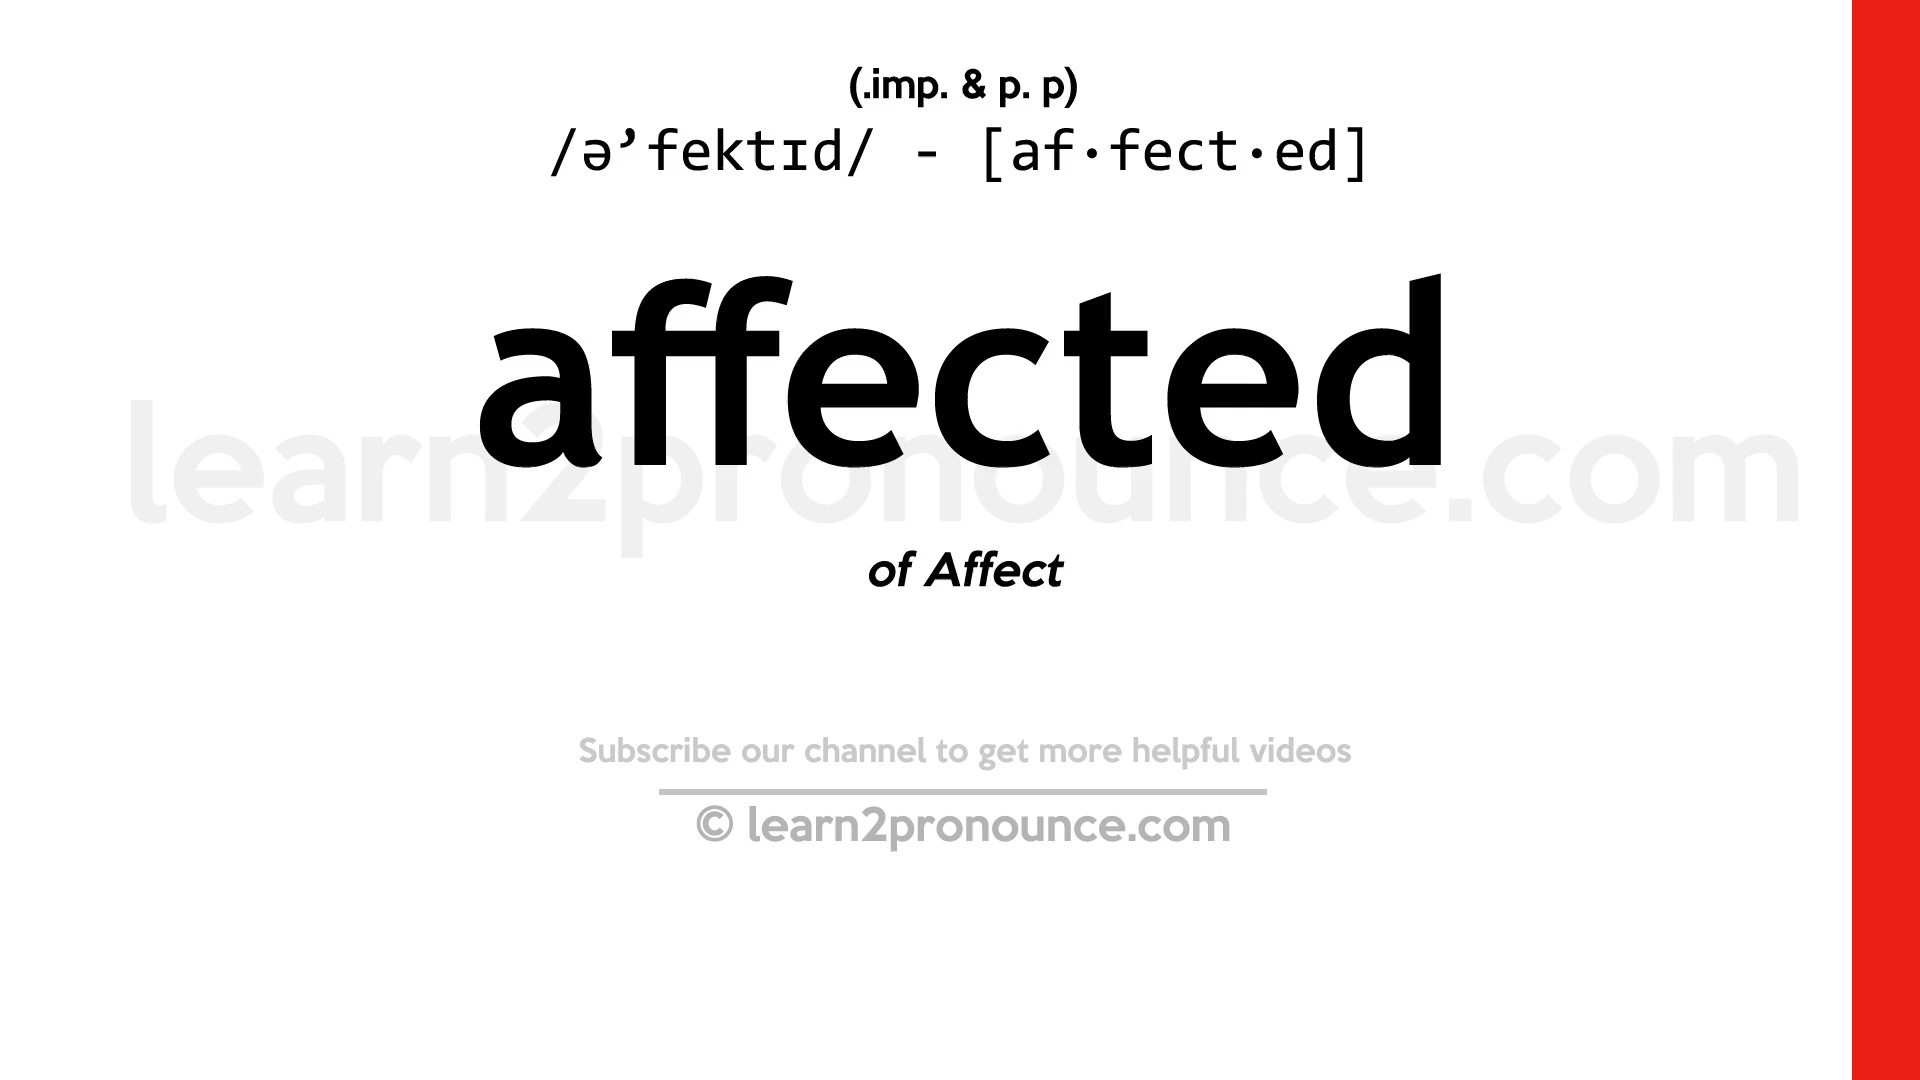 (.imp. & p. p)
/ə’fektɪd/ - [af·fect·ed]
affected
learn2pronounce.com
of Affect
Subscribe our channel to get more helpful videos
© learn2pronounce.com